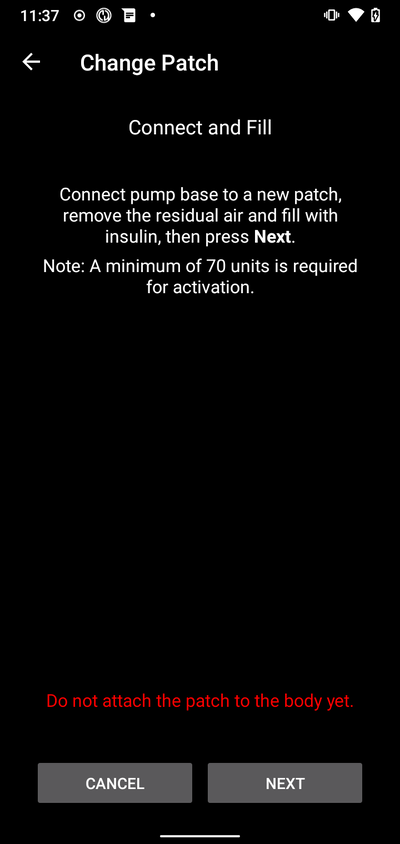 11:37
Change Patch
Connect and Fill
Connect pump base to a new patch,
remove the residual air and fill with
insulin, then press Next.
Note: A minimum of 70 units is required
for activation.
Do not attach the patch to the body yet.
CANCEL NEXT